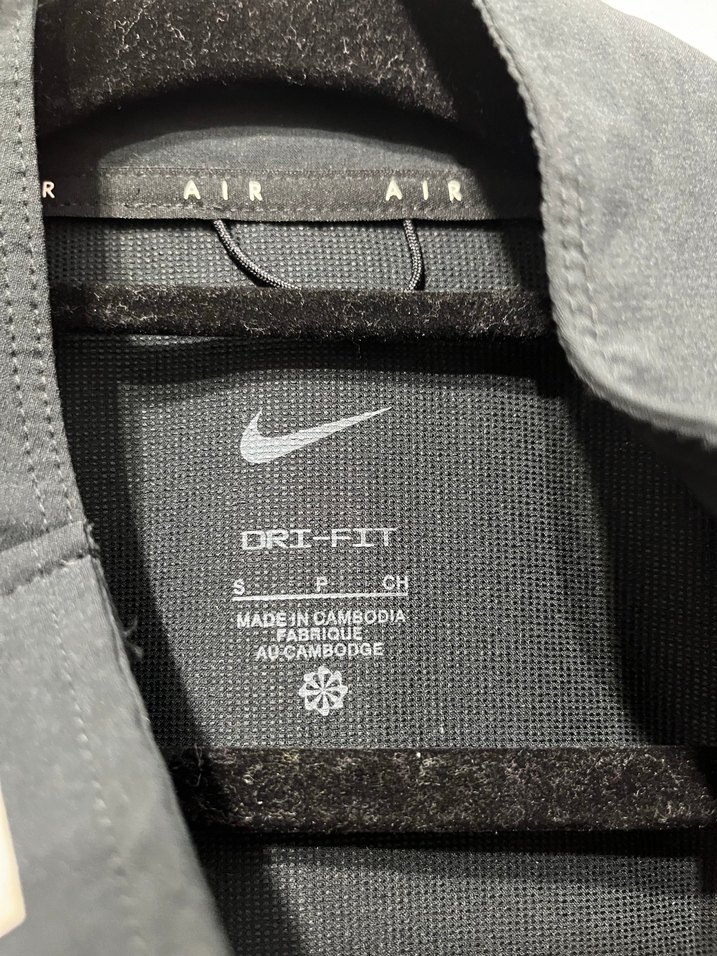 R AIR AIR
DRI-FIT
S P CH
MADE IN CAMBODIA
FABRIQUE
AU CAMBODGE